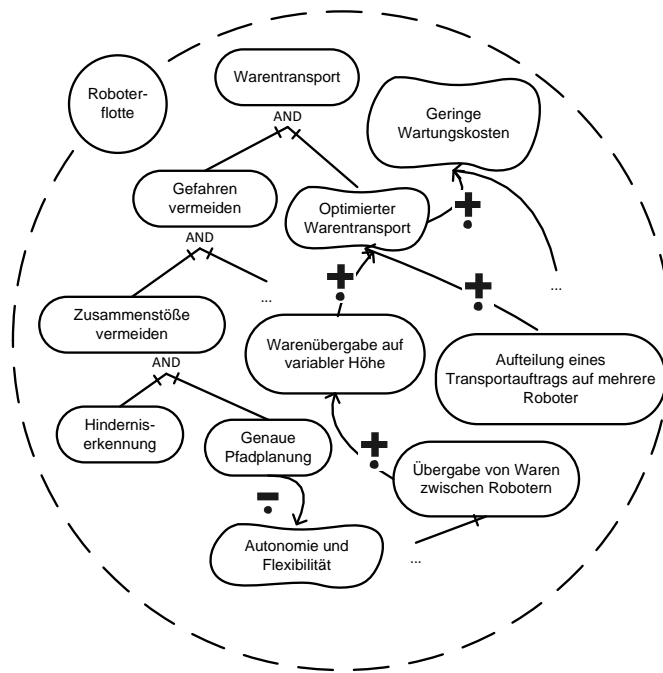 Roboter-
flotte
Warentransport
AND
Geringe
Wartungskosten
Gefahren
vermeiden
Optimierter
Warentransport
AND
...
...
Zusammenstöße
vermeiden
Warenübergabe auf
variabler Höhe
Aufteilung eines
Transportauftrags auf mehrere
Roboter
AND
Hindernis-
erkennung
Genaue
Pfadplanung
Übergabe von Waren
zwischen Robotern
Autonomie und
Flexibilität
...